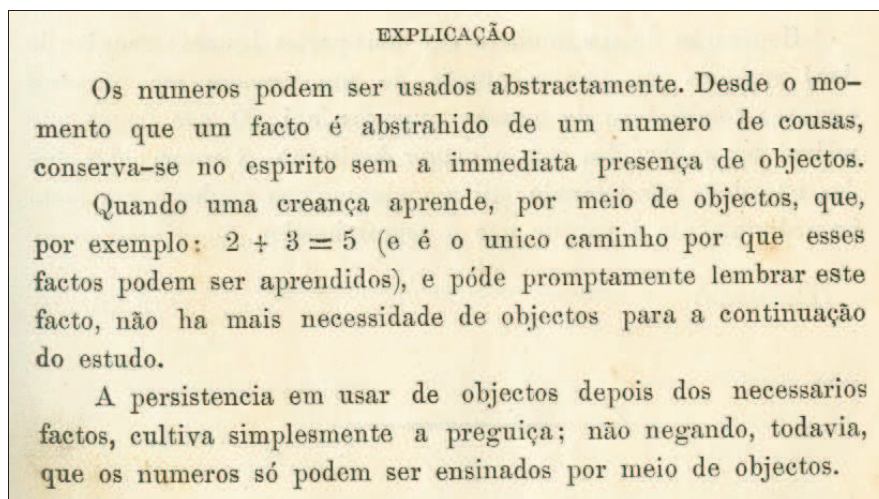 EXPLICAÇÃO
Os numeros podem ser usados abstractamente. Desde o mo-
mento que um facto é abstrahido de um numero de cousas,
conserva-se no espirito sem a immediata presença de objectos.
Quando uma creança aprende, por meio de objectos, que,
por exemplo: 2 + 3 = 5 (e é o unico caminho por que esses
factos podem ser aprendidos), e póde promptamente lembrar este
facto, não ha mais necessidade de objectos para a continuação
do estudo.
A persistencia em usar de objectos depois dos necessarios
factos, cultiva simplesmente a preguiça; não negando, todavia,
que os numeros só podem ser ensinados por meio de objectos.